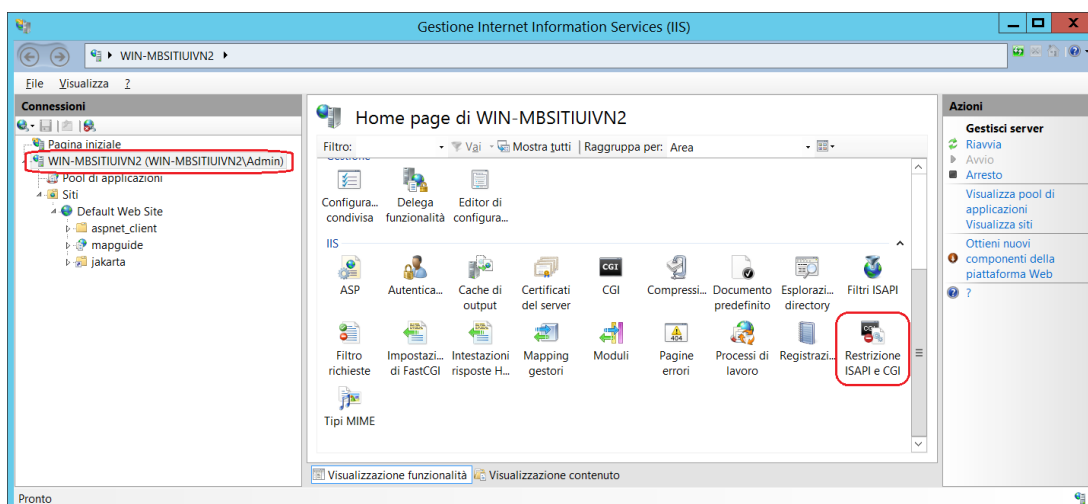 Gestione Internet Information Services (IIS)
WIN-MBSITIUIVN2
File Visualizza ?
Connessioni
Pagina iniziale
WIN-MBSITIUIVN2 (WIN-MBSITIUIVN2\Admin)
Pool di applicazioni
Siti
Default Web Site
aspnet_client
mapguide
jakarta
Home page di WIN-MBSITIUIVN2
Filtro: Vai Mostra tutti Raggruppa per: Area
Gestione
Configura... Delega Editor di
condivisa funzionalità configura...
IIS
ASP Autentica... Cache di Certificati CGI Compressi... Documento Esplorazi... Filtri ISAPI
output del server predefinito directory
Filtro Impostazi... Intestazioni Mapping Moduli Pagine Processi di Registrazi... Restrizione
richieste di FastCGI risposte H... gestori errori lavoro ISAPI e CGI
Tipi MIME
Visualizzazione funzionalità Visualizzazione contenuto
Azioni
Gestisci server
Riavvia
Avvio
Arresto
Visualizza pool di
applicazioni
Visualizza siti
Ottieni nuovi
componenti della
piattaforma Web
?
Pronto